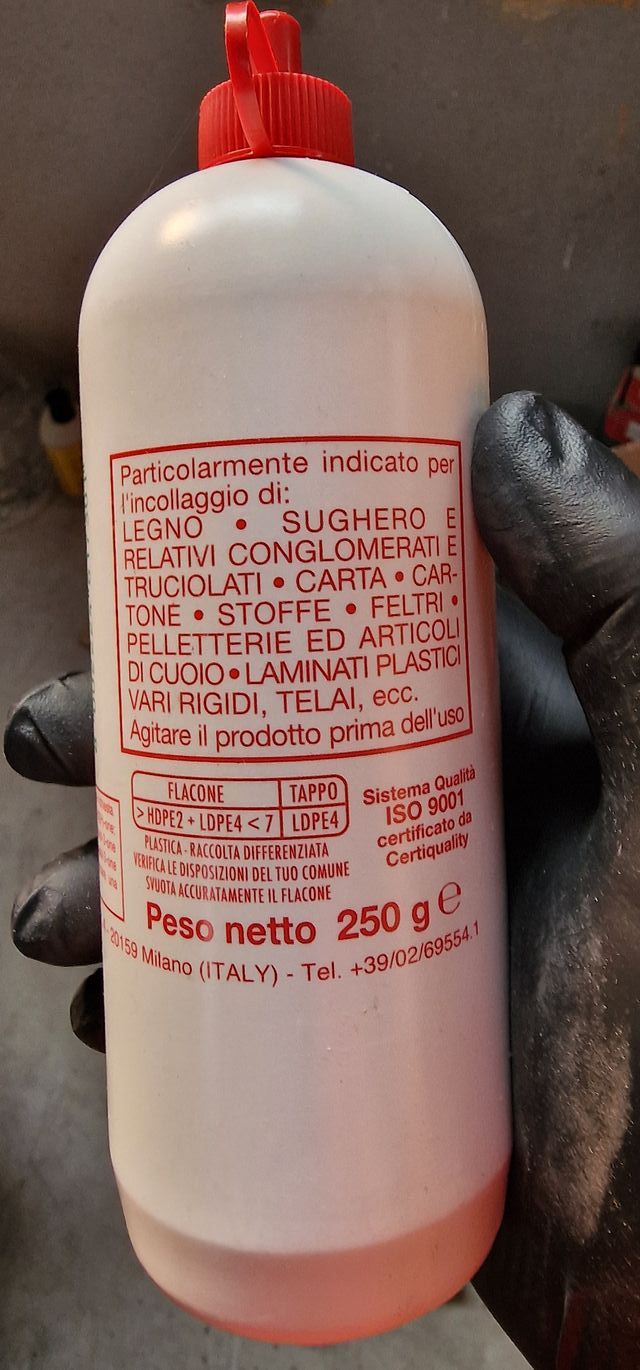 Particolarmente indicato per
l'incollaggio di:
LEGNO • SUGHERO E
RELATIVI CONGLOMERATI E
TRUCIOLATI • CARTA • CAR-
TONE • STOFFE • FELTRI •
PELLETTERIE ED ARTICOLI
DI CUOIO • LAMINATI PLASTICI
VARI RIGIDI, TELAI, ecc.
Agitare il prodotto prima dell'uso
FLACONE TAPPO
>HDPE2 + LDPE4 < 7 LDPE4
PLASTICA - RACCOLTA DIFFERENZIATA
VERIFICA LE DISPOSIZIONI DEL TUO COMUNE
SVUOTA ACCURATAMENTE IL FLACONE
Sistema Qualità
ISO 9001
certificato da
Certiquality
Peso netto 250 g ℮
- 20159 Milano (ITALY) - Tel. +39/02/69554.1